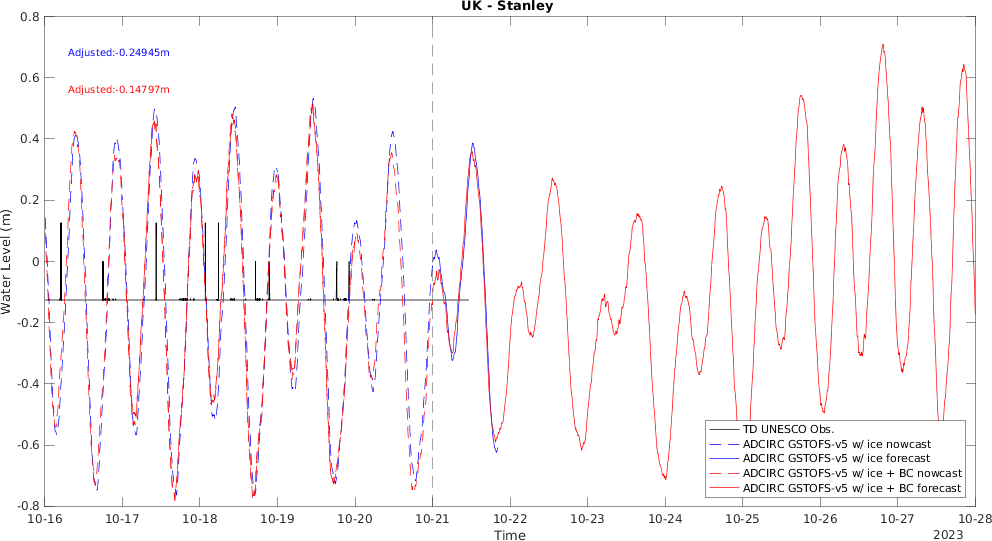 UK - Stanley
0.8
0.6
0.4
0.2
0
-0.2
-0.4
-0.6
-0.8
Water Level (m)
Adjusted:-0.24945m
Adjusted:-0.14797m
TD UNESCO Obs.
ADCIRC GSTOFS-v5 w/ ice nowcast
ADCIRC GSTOFS-v5 w/ ice forecast
ADCIRC GSTOFS-v5 w/ ice + BC nowcast
ADCIRC GSTOFS-v5 w/ ice + BC forecast
10-16 10-17 10-18 10-19 10-20 10-21 10-22 10-23 10-24 10-25 10-26 10-27 10-28
Time
2023